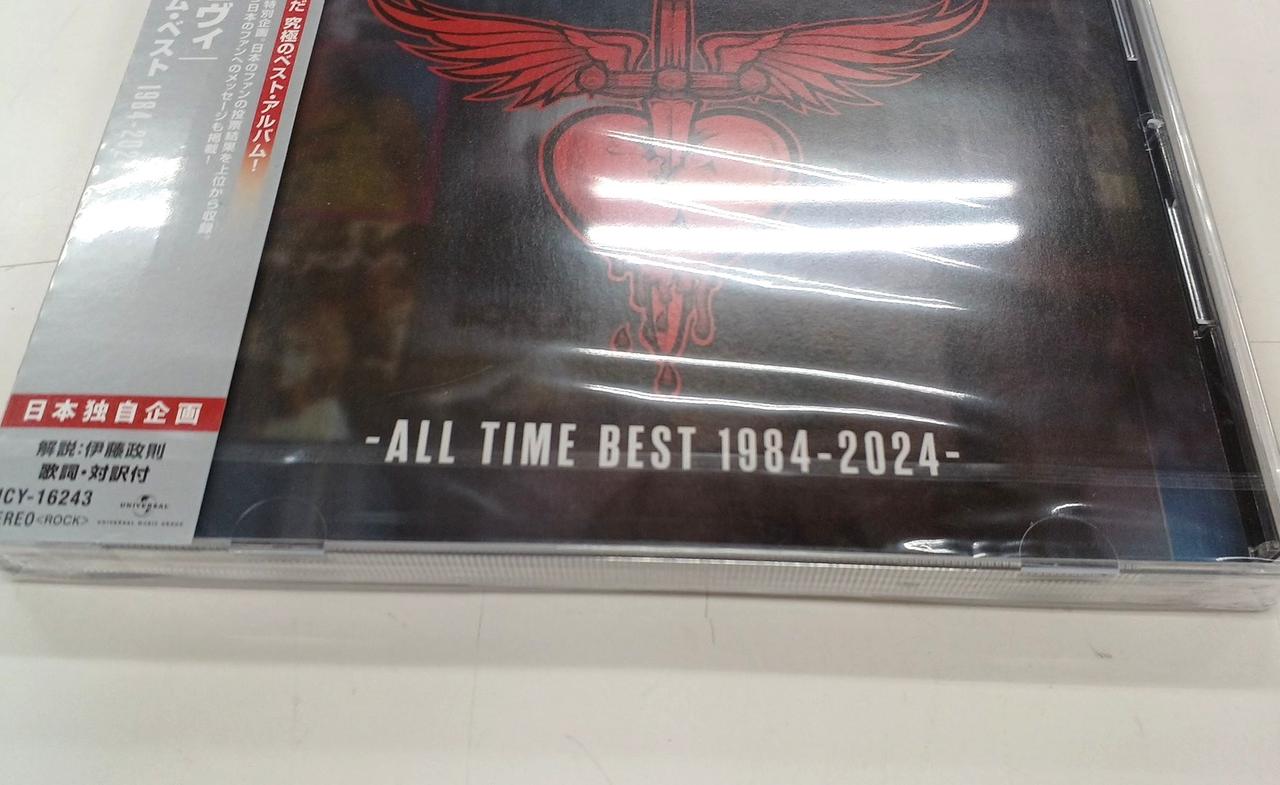 だ 究極のベスト・アルバム!
特別企画。日本のファンの投票結果を上位から収録。
日本のファンへのメッセージも掲載!
ヴィ
ム・ベスト 1984-202
日本独自企画
解説:伊藤政則
歌詞・対訳付
ICY-16243
EREO<ROCK>
UNIVERSAL
UNIVERSAL MUSIC GROUP
-ALL TIME BEST 1984-2024-